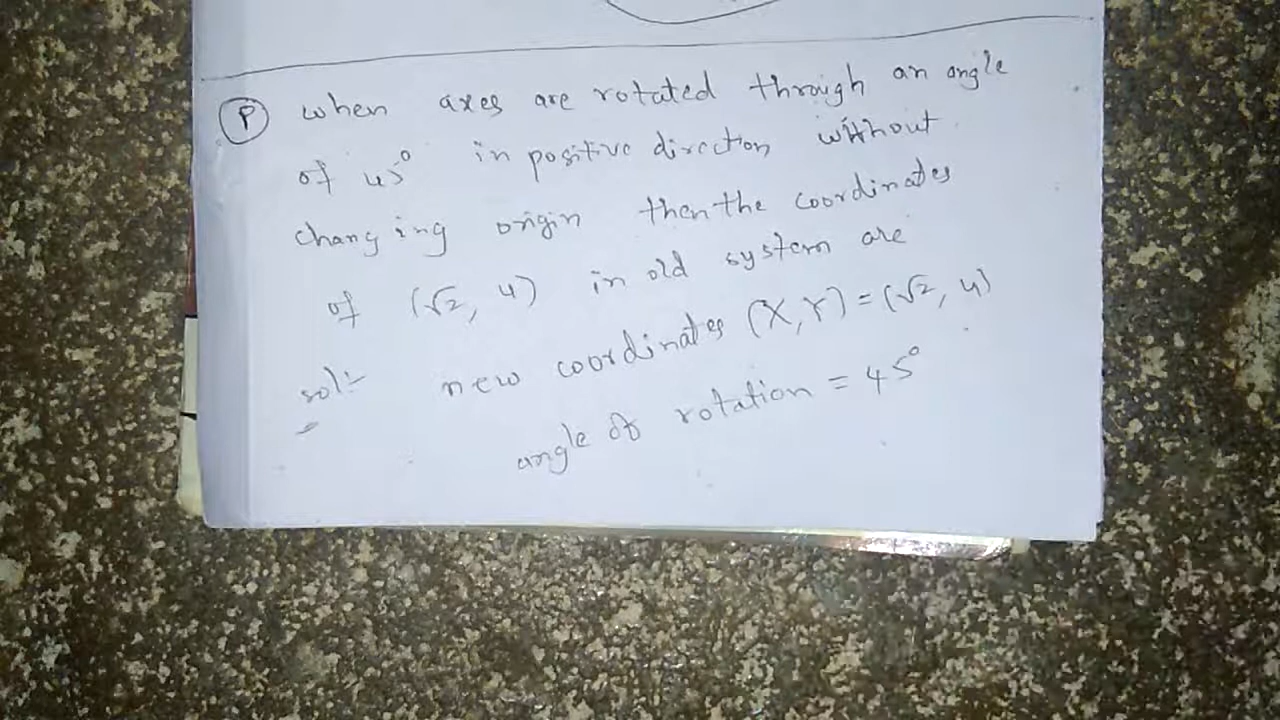 P when axes are rotated through an angle
of 45° in positive direction without
changing origin then the coordinates
of (√2, 4) in old system are
sol:- new coordinates (X, Y) = (√2, 4)
angle of rotation = 45°